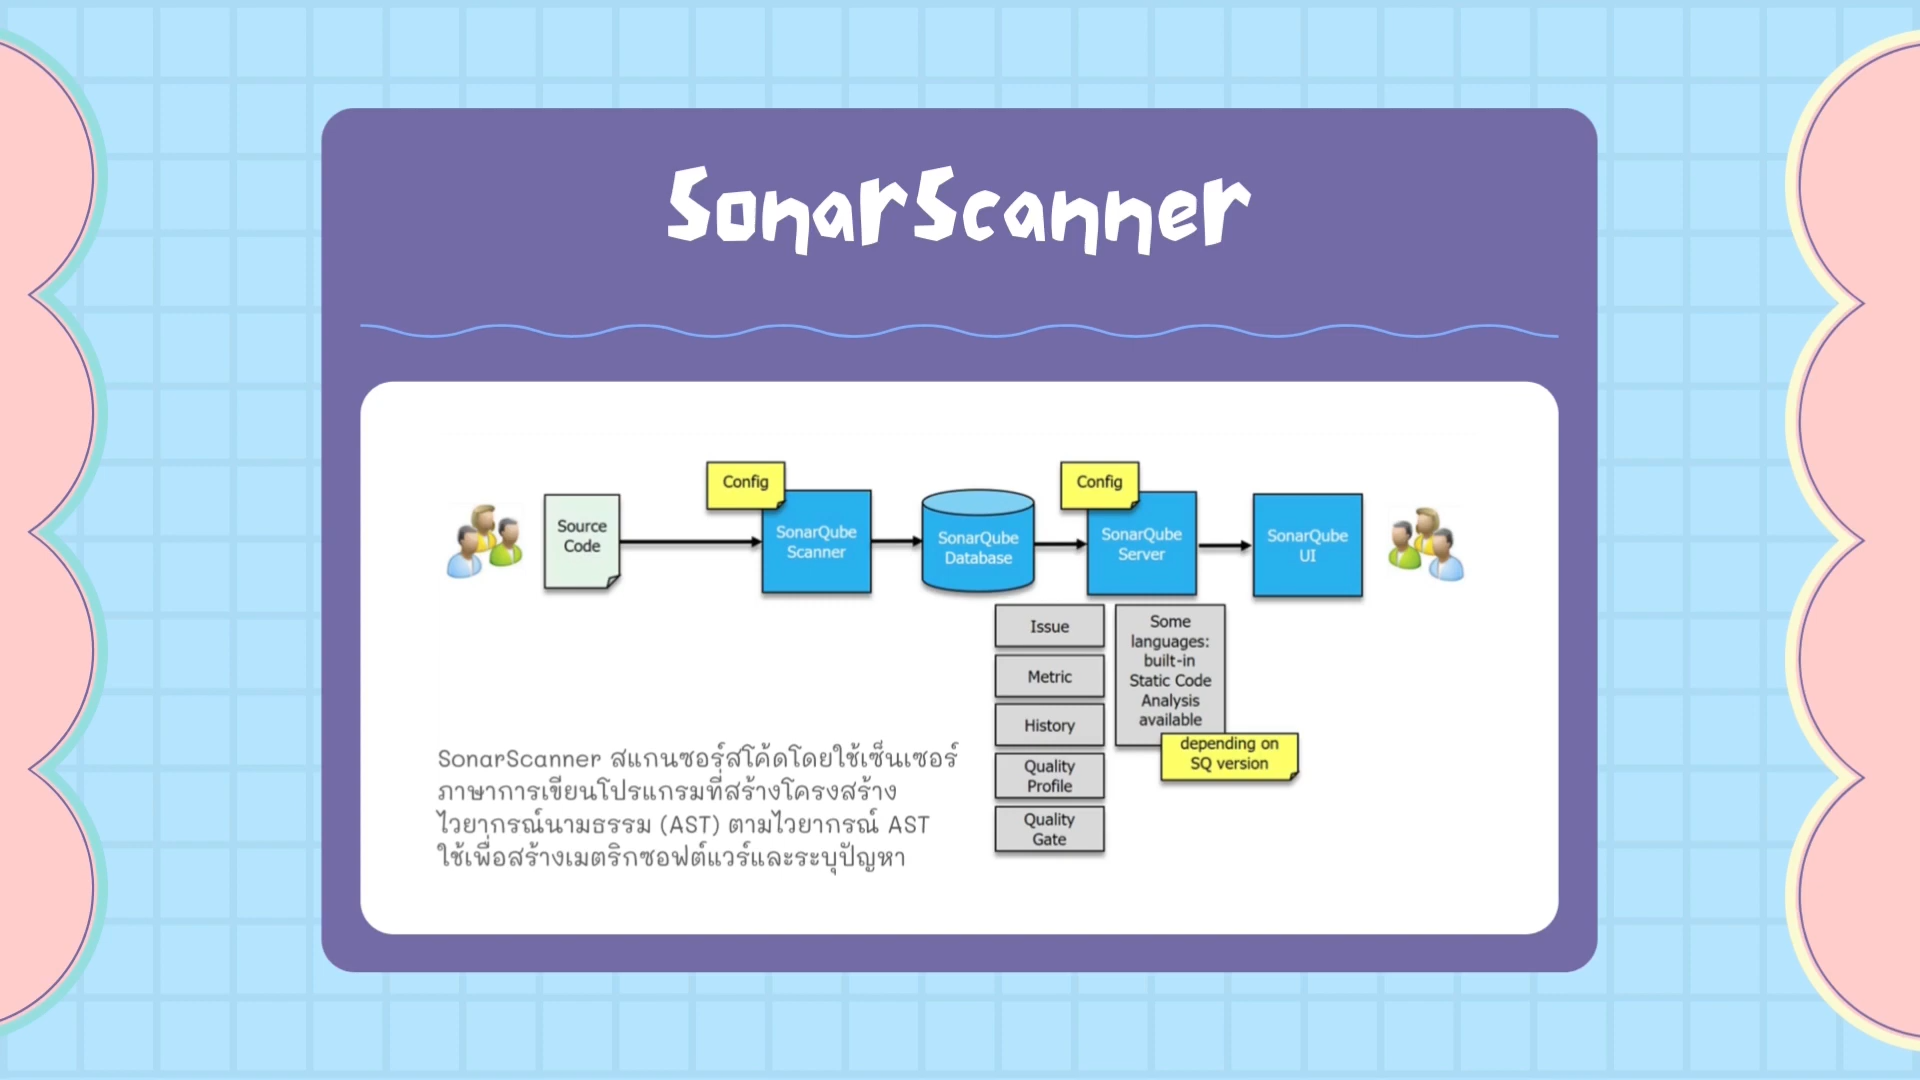 SonarScanner
Config
Config
Source
Code
SonarQube
Scanner
SonarQube
Database
SonarQube
Server
SonarQube
UI
Issue
Metric
History
Quality
Profile
Quality
Gate
Some
languages:
built-in
Static Code
Analysis
available
depending on
SQ version
SonarScanner สแกนซอร์สโค้ดโดยใช้เซ็นเซอร์
ภาษาการเขียนโปรแกรมที่สร้างโครงสร้าง
ไวยากรณ์นามธรรม (AST) ตามไวยากรณ์ AST
ใช้เพื่อสร้างเมตริกซอฟต์แวร์และระบุปัญหา